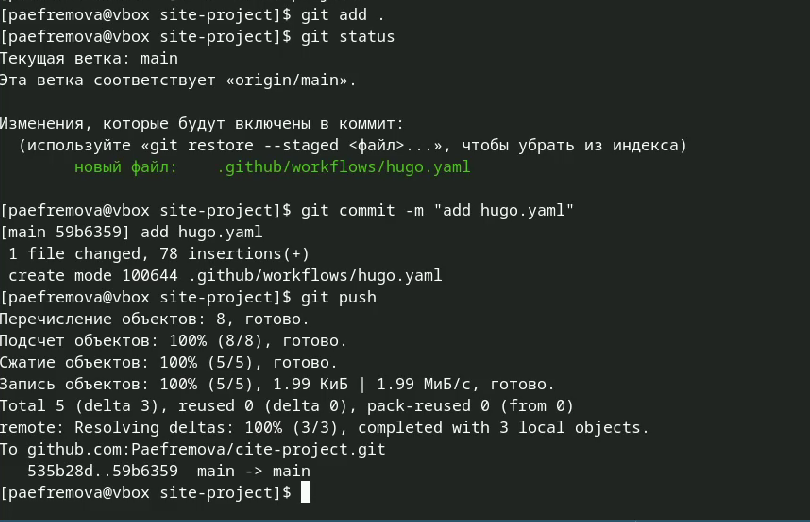 [paefremova@vbox site-project]$ git add .
[paefremova@vbox site-project]$ git status
Текущая ветка: main
Эта ветка соответствует «origin/main».
Изменения, которые будут включены в коммит:
  (используйте «git restore --staged <файл>...», чтобы убрать из индекса)
        новый файл:    .github/workflows/hugo.yaml
[paefremova@vbox site-project]$ git commit -m "add hugo.yaml"
[main 59b6359] add hugo.yaml
 1 file changed, 78 insertions(+)
 create mode 100644 .github/workflows/hugo.yaml
[paefremova@vbox site-project]$ git push
Перечисление объектов: 8, готово.
Подсчет объектов: 100% (8/8), готово.
Сжатие объектов: 100% (5/5), готово.
Запись объектов: 100% (5/5), 1.99 КиБ | 1.99 МиБ/с, готово.
Total 5 (delta 3), reused 0 (delta 0), pack-reused 0 (from 0)
remote: Resolving deltas: 100% (3/3), completed with 3 local objects.
To github.com:Paefremova/cite-project.git
   535b28d..59b6359  main -> main
[paefremova@vbox site-project]$